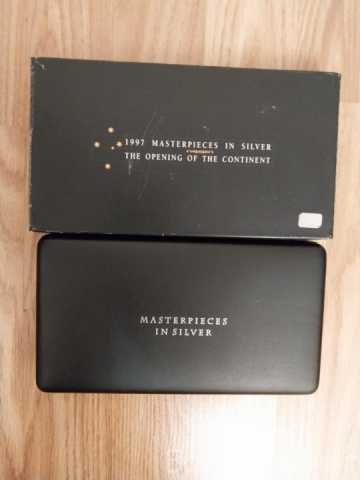 1997 MASTERPIECES IN SILVER
THE OPENING OF THE CONTINENT
MASTERPIECES
IN SILVER